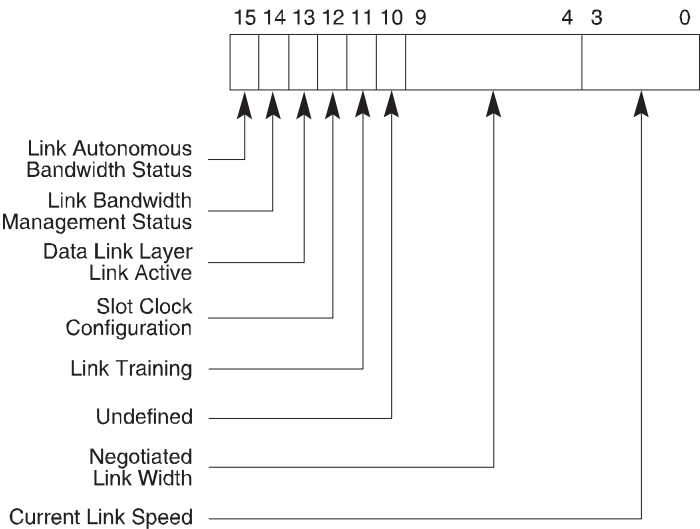 15 14 13 12 11 10 9 4 3 0
Link Autonomous
Bandwidth Status
Link Bandwidth
Management Status
Data Link Layer
Link Active
Slot Clock
Configuration
Link Training
Undefined
Negotiated
Link Width
Current Link Speed